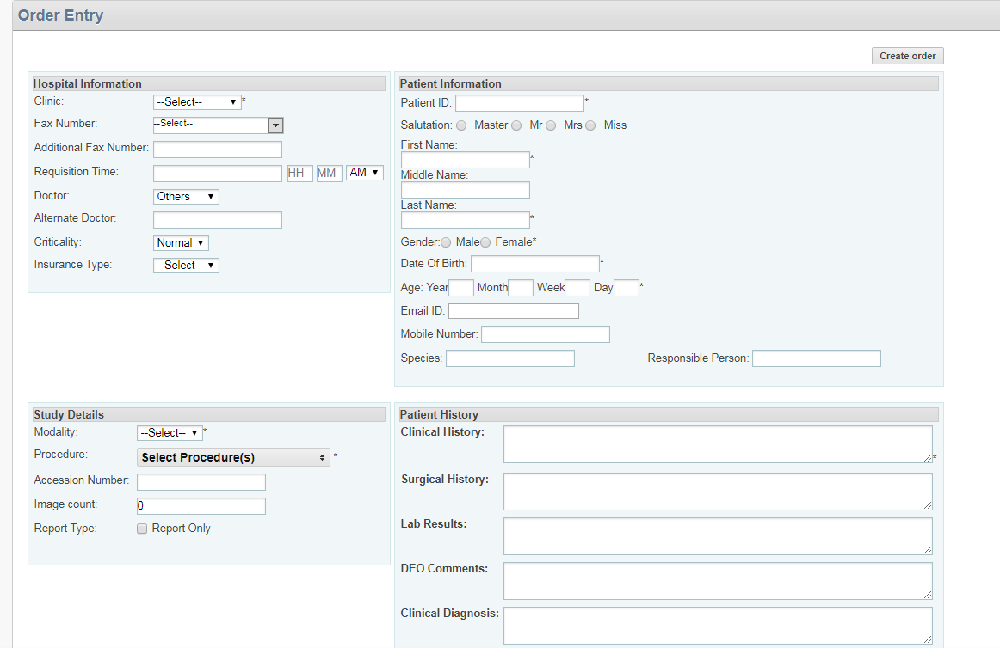 Order Entry
Create order
Hospital Information
Clinic: --Select-- *
Fax Number: --Select--
Additional Fax Number:
Requisition Time: HH MM AM
Doctor: Others
Alternate Doctor:
Criticality: Normal
Insurance Type: --Select--
Patient Information
Patient ID: *
Salutation: Master Mr Mrs Miss
First Name:
*
Middle Name:
Last Name:
*
Gender: Male Female*
Date Of Birth: *
Age: Year Month Week Day *
Email ID:
Mobile Number:
Species: Responsible Person:
Study Details
Modality: --Select-- *
Procedure: Select Procedure(s) *
Accession Number:
Image count: 0
Report Type: Report Only
Patient History
Clinical History: *
Surgical History:
Lab Results:
DEO Comments:
Clinical Diagnosis: